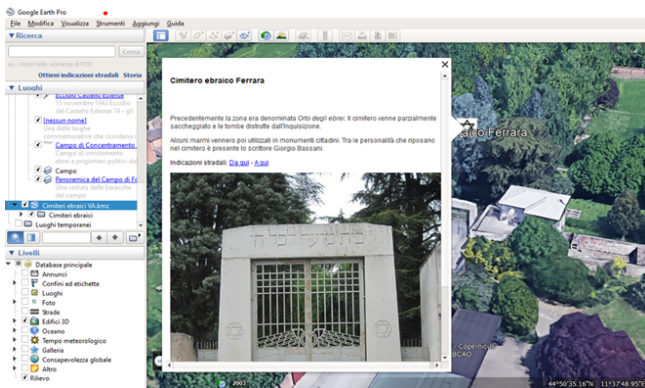 Google Earth Pro
File Modifica Visualizza Strumenti Aggiungi Guida
Ricerca
Cerca
Ottieni indicazioni stradali Storia
Luoghi
Eccidio Castello Estense
15 novembre 1943 Eccidio
del Castello Estense 74 - gli
[nessun nome]
Una delle targhe
commemorative che ricordano i
Campo di Concentramento
Campo di smistamento
ebrei e prigionieri politici dal
Campo
Panoramica del Campo di Fo
Una veduta delle baracche
del campo
Cimiteri ebraici VA.kmz
Cimiteri ebraici
Luoghi temporanei
Livelli
Database principale
Annunci
Confini ed etichette
Luoghi
Foto
Strade
Edifici 3D
Oceano
Tempo meteorologico
Galleria
Consapevolezza globale
Altro
Rilievo
Cimitero ebraico Ferrara
Precedentemente la zona era denominata Orto degli ebrei. Il cimitero venne parzialmente
saccheggiato e le tombe distrutte dall'Inquisizione.
Alcuni marmi vennero poi utilizzati in monumenti cittadini. Tra le personalità che riposano
nel cimitero è presente lo scrittore Giorgio Bassani.
Indicazioni stradali: Da qui - A qui
aico Ferrara
- Copernicus
BCAO
2003
44°50'35.16"N 11°37'48.95"E